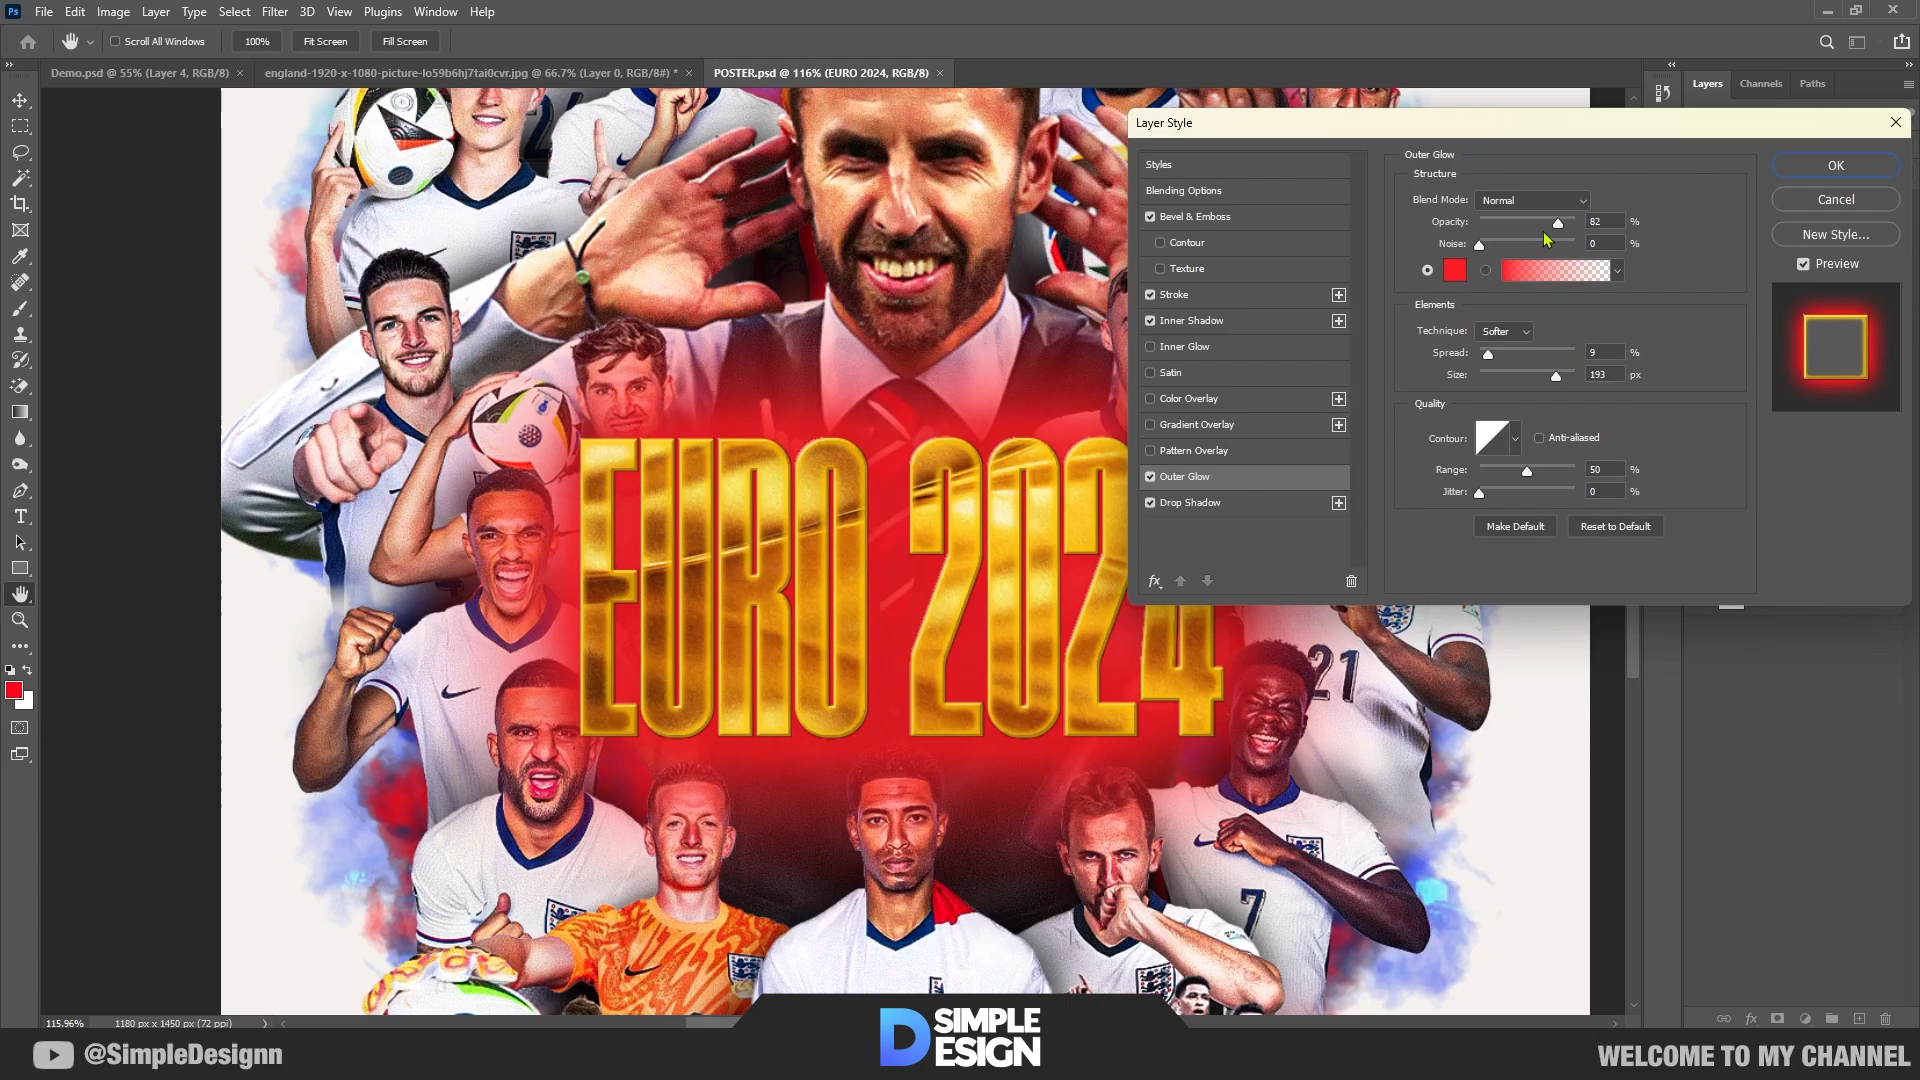 Ps File Edit Image Layer Type Select Filter 3D View Plugins Window Help
Scroll All Windows 100% Fit Screen Fill Screen
Demo.psd @ 55% (Layer 4, RGB/8) × england-1920-x-1080-picture-lo59b6hj7tai0cvr.jpg @ 66.7% (Layer 0, RGB/8#) * × POSTER.psd @ 116% (EURO 2024, RGB/8) ×
Layers Channels Paths
Layer Style
Styles
Blending Options
Bevel & Emboss
Contour
Texture
Stroke
Inner Shadow
Inner Glow
Satin
Color Overlay
Gradient Overlay
Pattern Overlay
Outer Glow
Drop Shadow
fx
Outer Glow
Structure
Blend Mode: Normal
Opacity: 82 %
Noise: 0 %
Elements
Technique: Softer
Spread: 9 %
Size: 193 px
Quality
Contour: Anti-aliased
Range: 50 %
Jitter: 0 %
Make Default Reset to Default
OK
Cancel
New Style...
Preview
EURO 2024
21
7
115.96% 1180 px x 1450 px (72 ppi)
fx
@SimpleDesignn
D SIMPLE
ESIGN
WELCOME TO MY CHANNEL